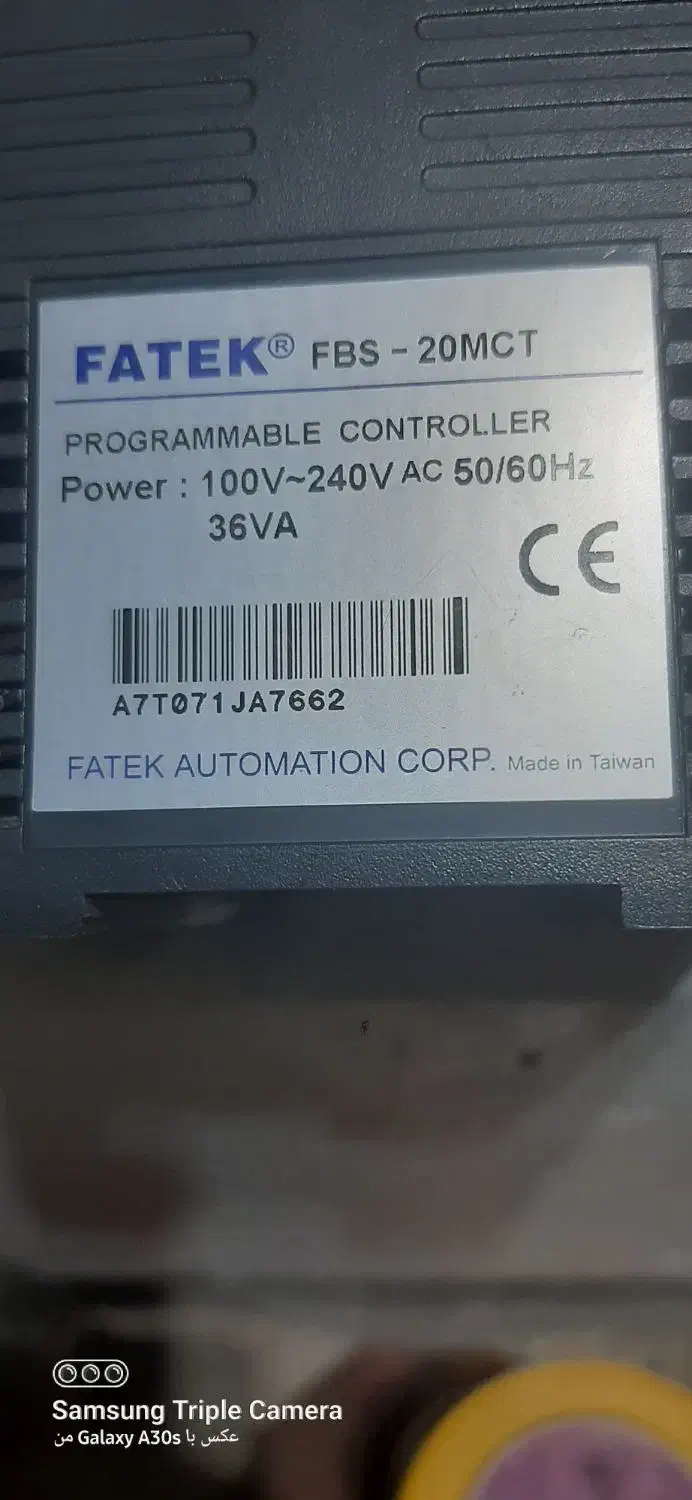 FATEK® FBS - 20MCT
PROGRAMMABLE CONTROLLER
Power : 100V~240V AC 50/60Hz
36VA
CE
A7T071JA7662
FATEK AUTOMATION CORP. Made in Taiwan
Samsung Triple Camera
عکس با Galaxy A30s من